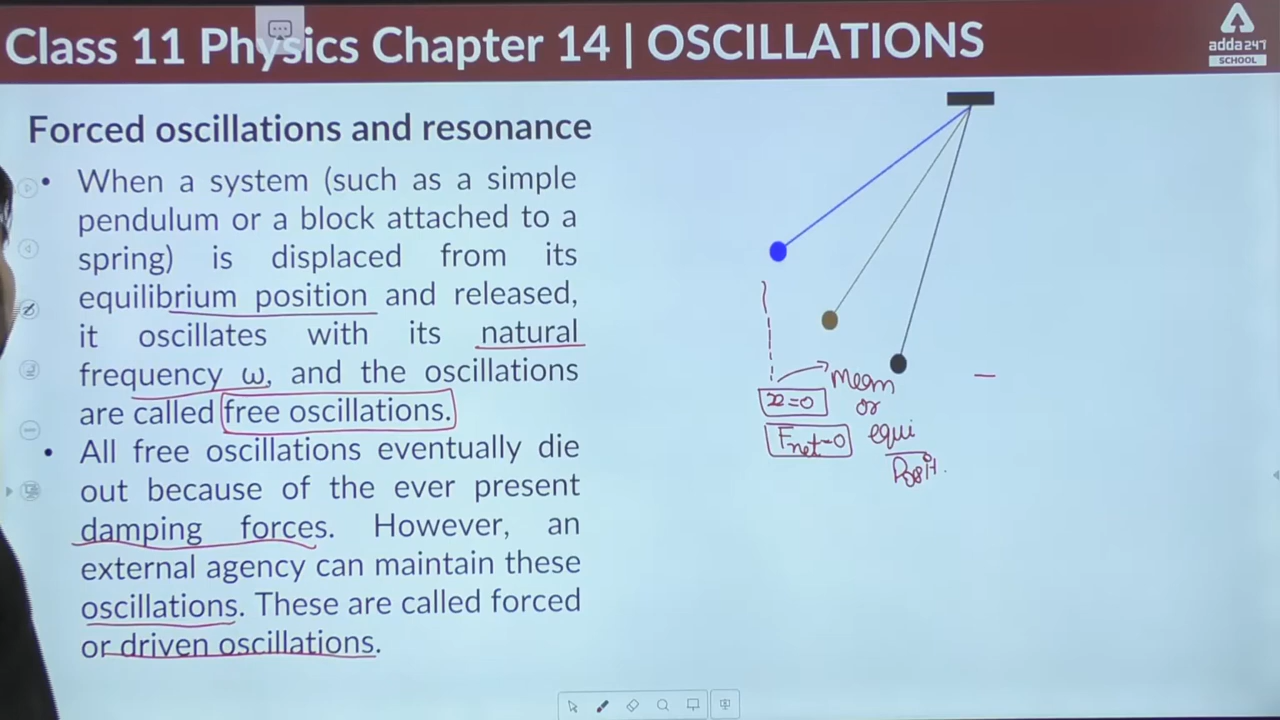 Class 11 Physics Chapter 14 | OSCILLATIONS
adda247
SCHOOL
Forced oscillations and resonance
• When a system (such as a simple
pendulum or a block attached to a
spring) is displaced from its
equilibrium position and released,
it oscillates with its natural
frequency ω, and the oscillations
are called free oscillations.
• All free oscillations eventually die
out because of the ever present
damping forces. However, an
external agency can maintain these
oscillations. These are called forced
or driven oscillations.
x=0
Mean
or
Fnet=0
equi
Posit.